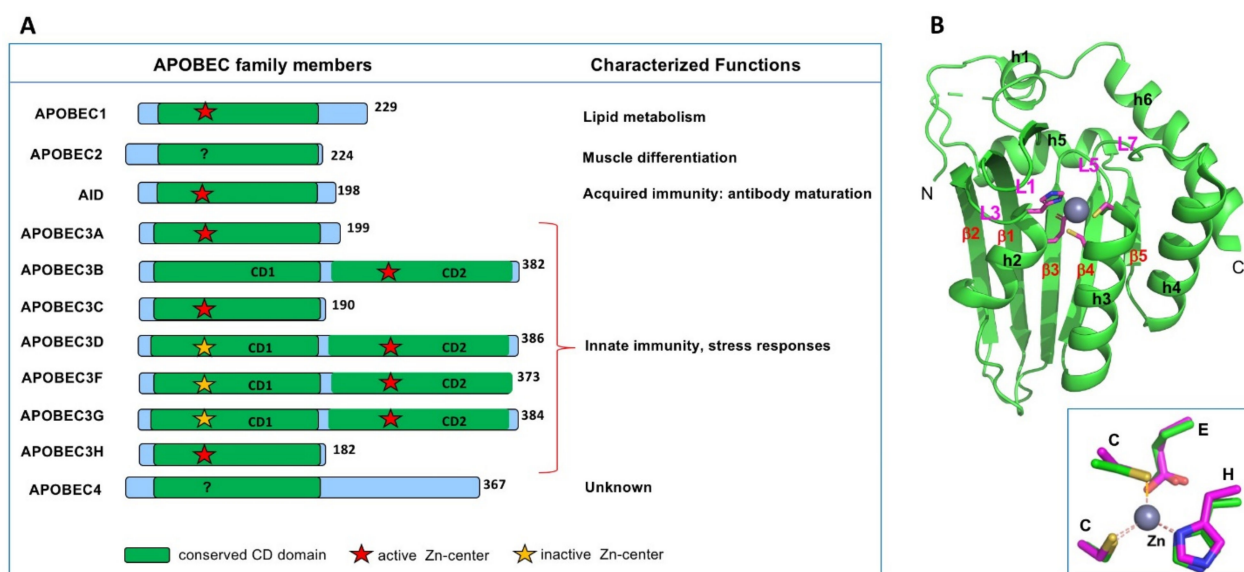 A
APOBEC family members Characterized Functions
APOBEC1 229 Lipid metabolism
APOBEC2 ? 224 Muscle differentiation
AID 198 Acquired immunity: antibody maturation
APOBEC3A 199
APOBEC3B CD1 CD2 382
APOBEC3C 190
APOBEC3D CD1 CD2 386 Innate immunity, stress responses
APOBEC3F CD1 CD2 373
APOBEC3G CD1 CD2 384
APOBEC3H 182
APOBEC4 ? 367 Unknown
conserved CD domain active Zn-center inactive Zn-center
B
h1
h6
h5 L7
L5
N L1
L3
β2 β1
h2 β3 β4 β5 C
h3 h4
C E
H
C Zn